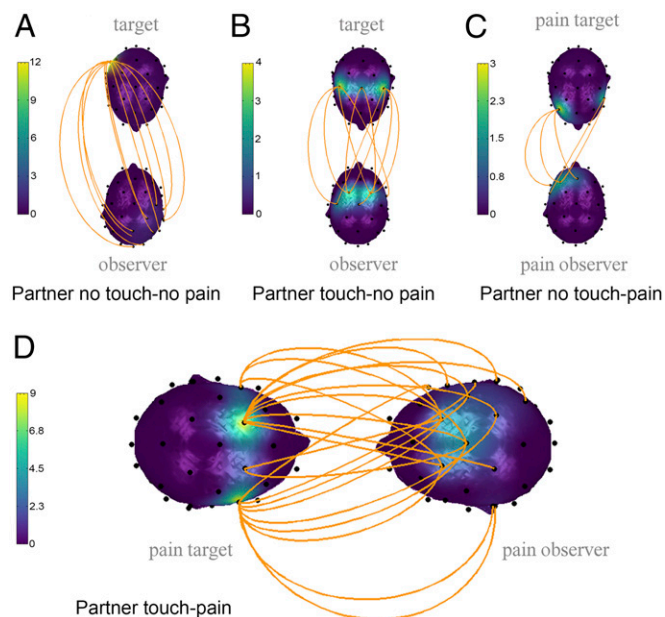 A
target
12
9
6
3
0
observer
Partner no touch-no pain
B
target
4
3
2
1
0
observer
Partner touch-no pain
C
pain target
3
2.3
1.5
0.8
0
pain observer
Partner no touch-pain
D
9
6.8
4.5
2.3
0
pain target
pain observer
Partner touch-pain